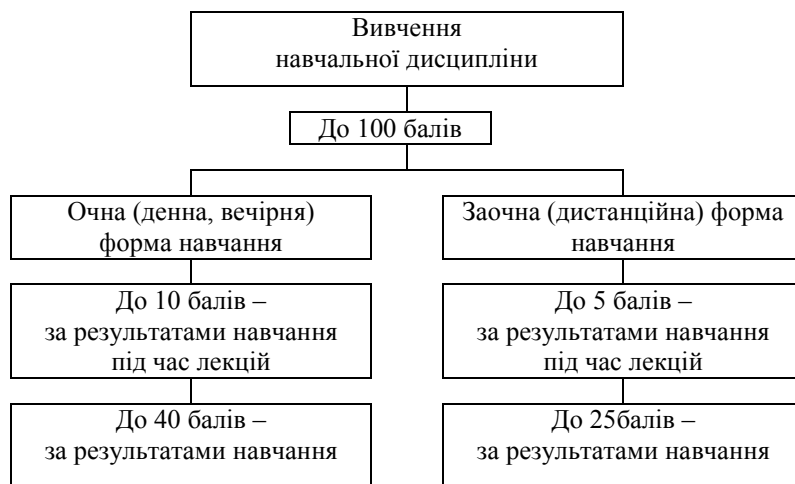 Вивчення
навчальної дисципліни
До 100 балів
Очна (денна, вечірня)
форма навчання
Заочна (дистанційна) форма
навчання
До 10 балів –
за результатами навчання
під час лекцій
До 5 балів –
за результатами навчання
під час лекцій
До 40 балів –
за результатами навчання
До 25балів –
за результатами навчання